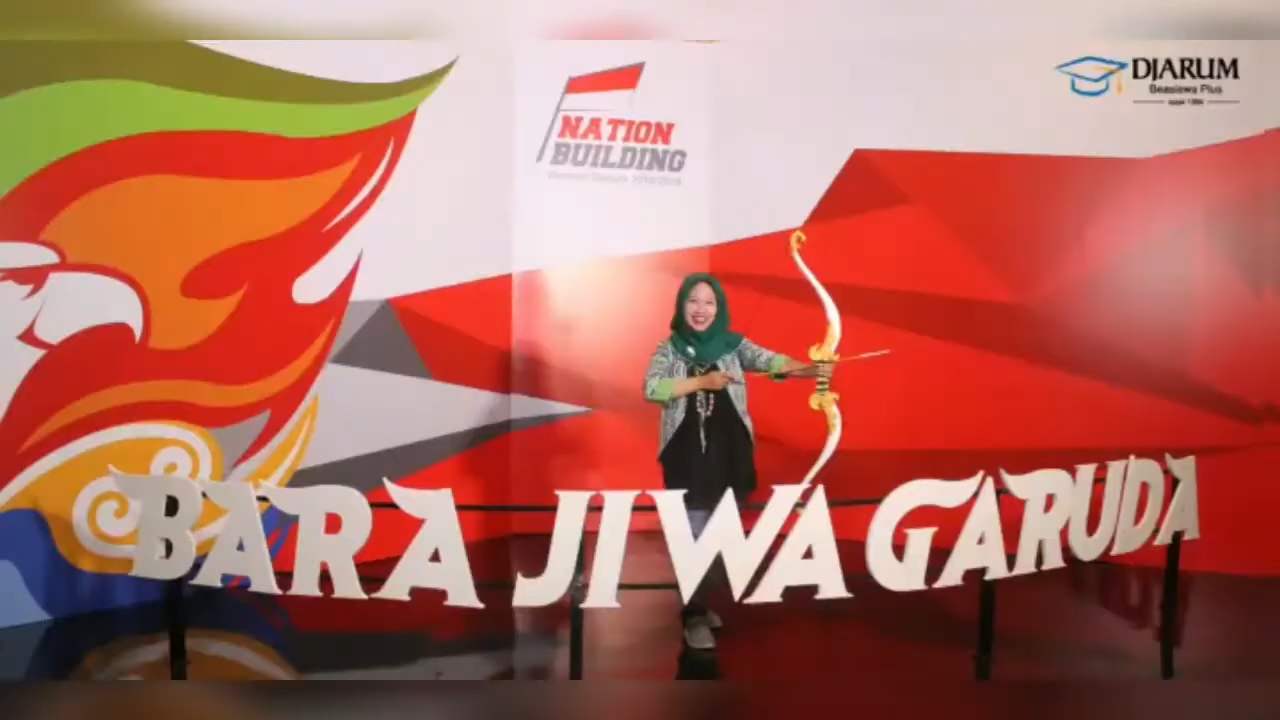 NATION
BUILDING
DJARUM
Beasiswa Plus
BARA JIWA GARUDA